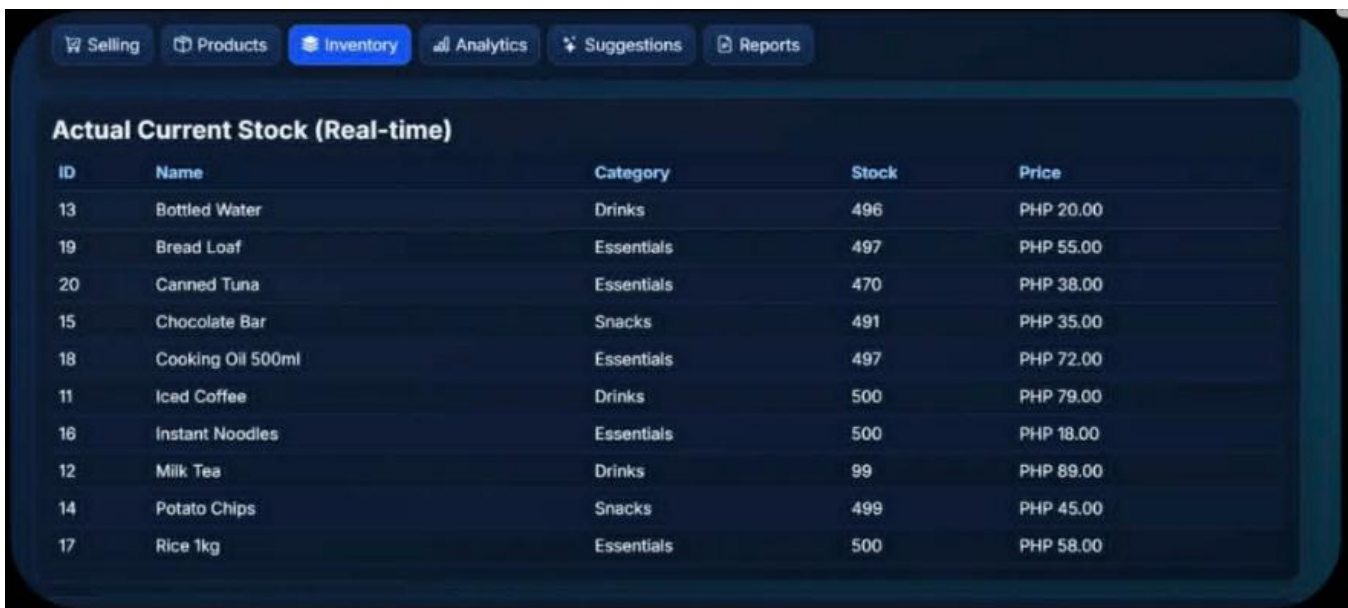 Selling Products Inventory Analytics Suggestions Reports
Actual Current Stock (Real-time)
ID Name Category Stock Price
13 Bottled Water Drinks 496 PHP 20.00
19 Bread Loaf Essentials 497 PHP 55.00
20 Canned Tuna Essentials 470 PHP 38.00
15 Chocolate Bar Snacks 491 PHP 35.00
18 Cooking Oil 500ml Essentials 497 PHP 72.00
11 Iced Coffee Drinks 500 PHP 79.00
16 Instant Noodles Essentials 500 PHP 18.00
12 Milk Tea Drinks 99 PHP 89.00
14 Potato Chips Snacks 499 PHP 45.00
17 Rice 1kg Essentials 500 PHP 58.00